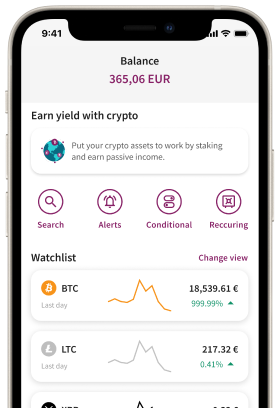 9:41
Balance
365,06 EUR
Earn yield with crypto
Put your crypto assets to work by staking
and earn passive income.
Search Alerts Conditional Reccuring
Watchlist Change view
BTC 18,539.61 €
Last day 999.99%
LTC 217.32 €
Last day 0.41%